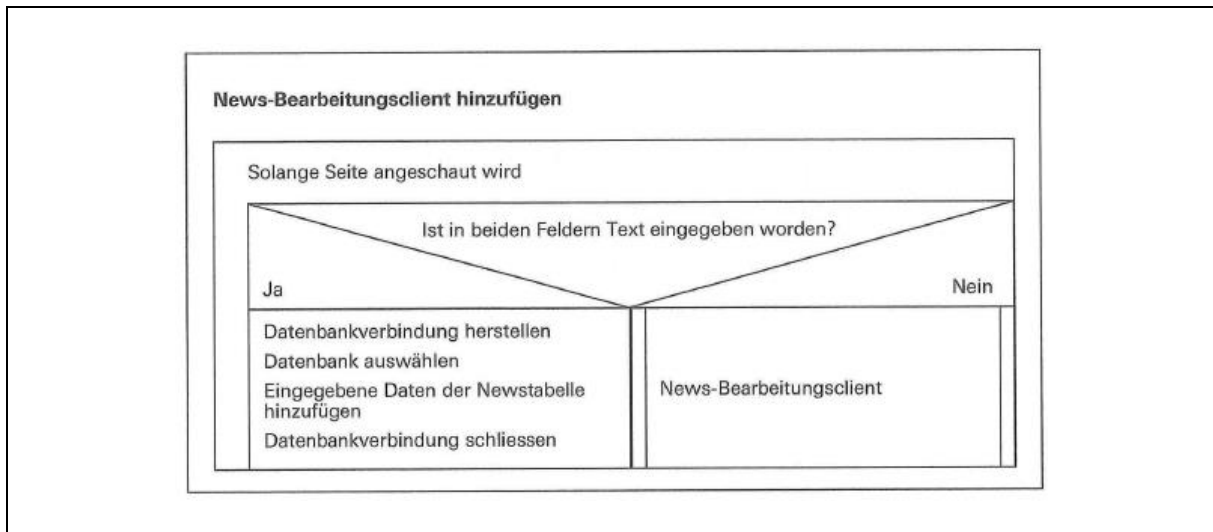 News-Bearbeitungsclient hinzufügen
Solange Seite angeschaut wird
Ist in beiden Feldern Text eingegeben worden?
Ja
Nein
Datenbankverbindung herstellen
Datenbank auswählen
Eingegebene Daten der Newstabelle
hinzufügen
Datenbankverbindung schliessen
News-Bearbeitungsclient